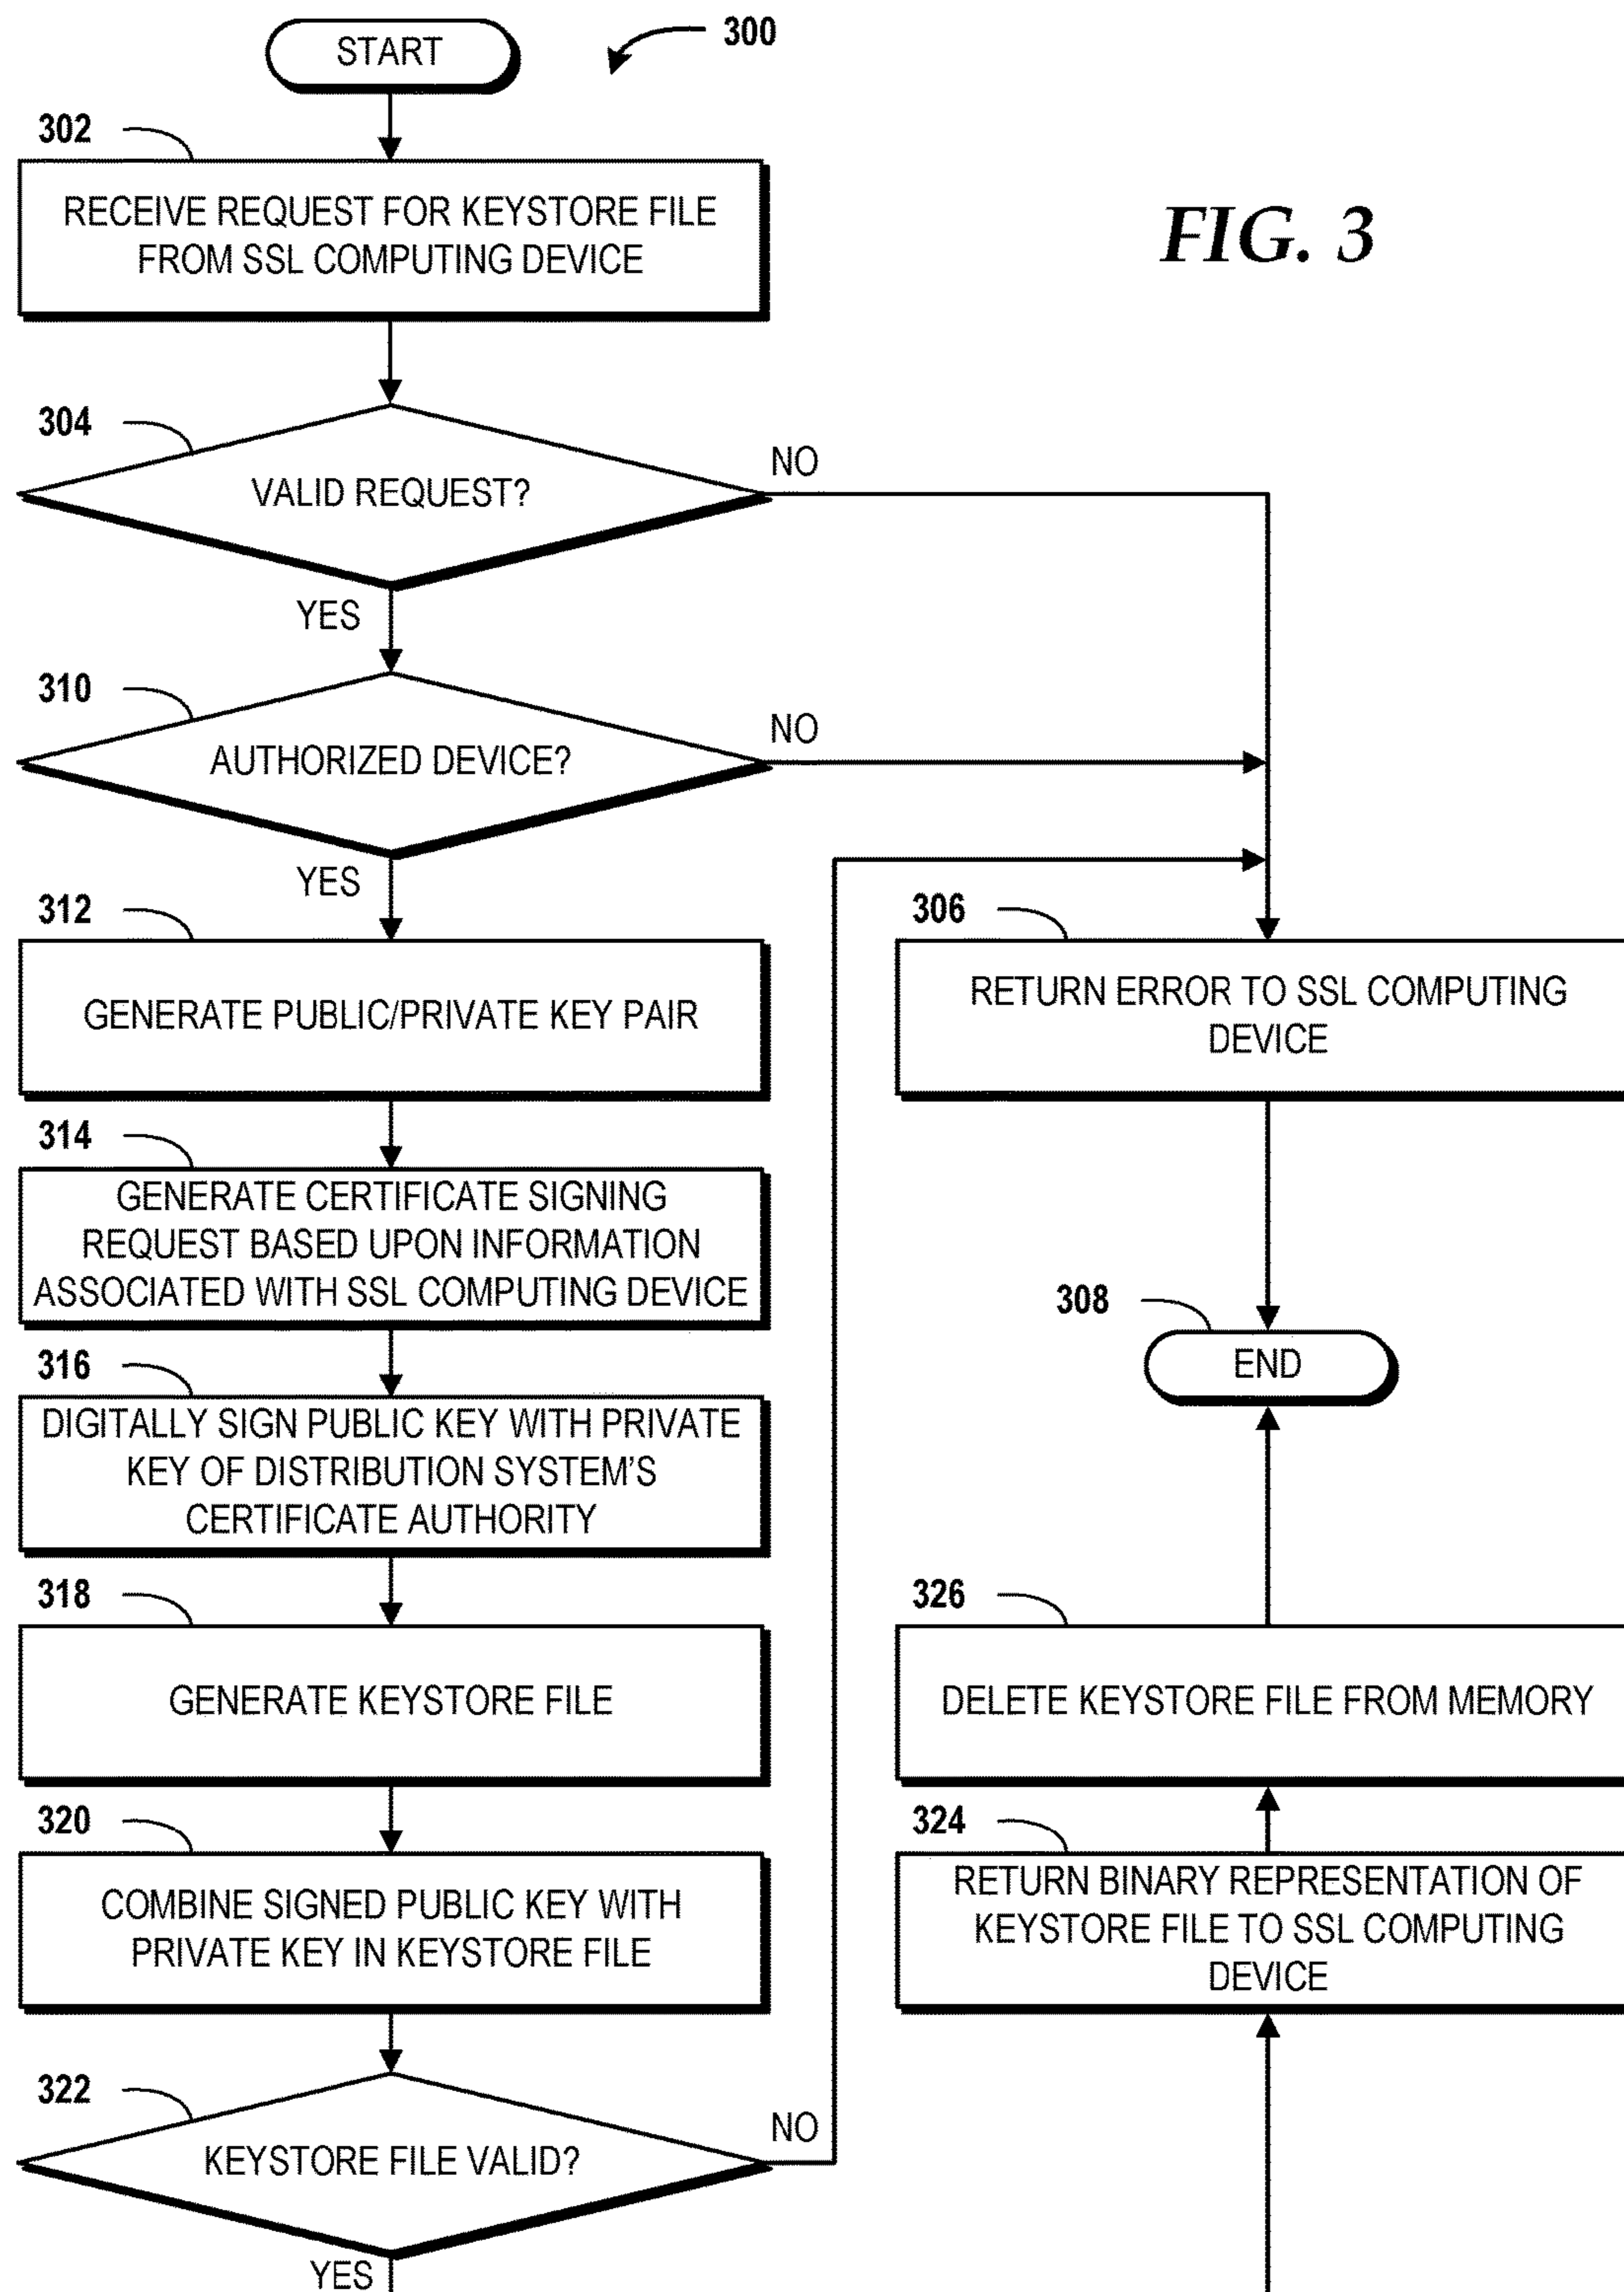 START
300
302
RECEIVE REQUEST FOR KEYSTORE FILE
FROM SSL COMPUTING DEVICE
FIG. 3
304
VALID REQUEST?
NO
YES
310
AUTHORIZED DEVICE?
NO
YES
312
GENERATE PUBLIC/PRIVATE KEY PAIR
306
RETURN ERROR TO SSL COMPUTING
DEVICE
314
GENERATE CERTIFICATE SIGNING
REQUEST BASED UPON INFORMATION
ASSOCIATED WITH SSL COMPUTING DEVICE
308
END
316
DIGITALLY SIGN PUBLIC KEY WITH PRIVATE
KEY OF DISTRIBUTION SYSTEM'S
CERTIFICATE AUTHORITY
318
GENERATE KEYSTORE FILE
326
DELETE KEYSTORE FILE FROM MEMORY
320
COMBINE SIGNED PUBLIC KEY WITH
PRIVATE KEY IN KEYSTORE FILE
324
RETURN BINARY REPRESENTATION OF
KEYSTORE FILE TO SSL COMPUTING
DEVICE
322
KEYSTORE FILE VALID?
NO
YES